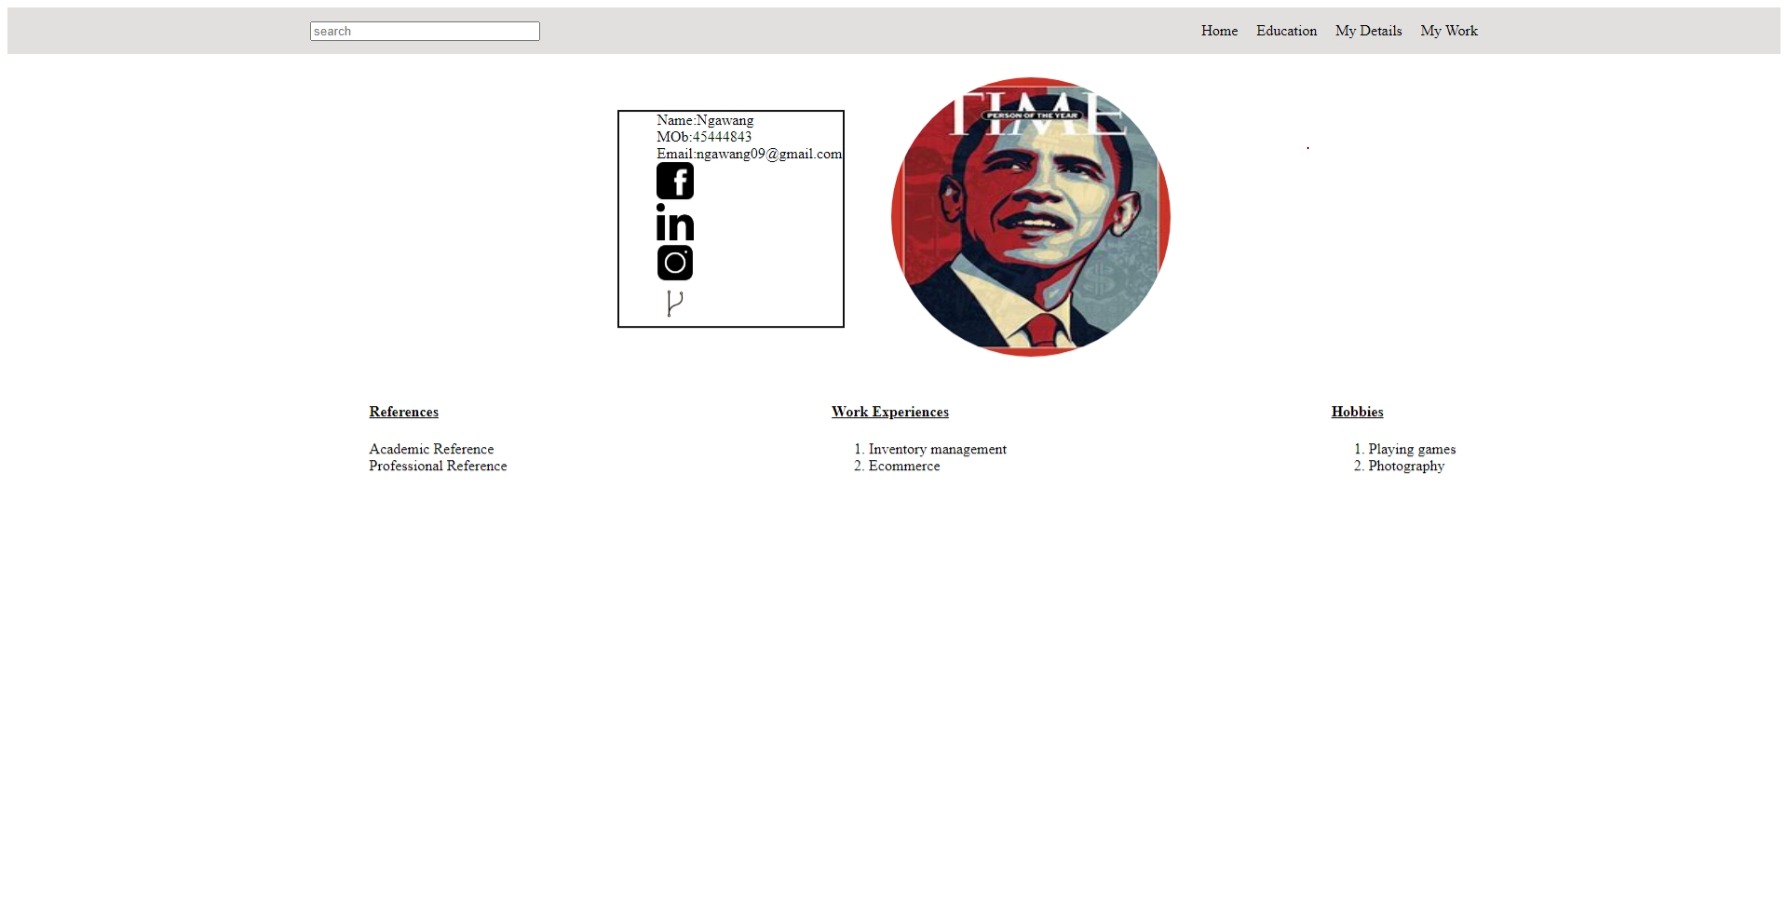 search
Home Education My Details My Work
TIME
PERSON OF THE YEAR
Name:Ngawang
MOb:45444843
Email:ngawang09@gmail.com
f
in
References
Academic Reference
Professional Reference
Work Experiences
1. Inventory management
2. Ecommerce
Hobbies
1. Playing games
2. Photography